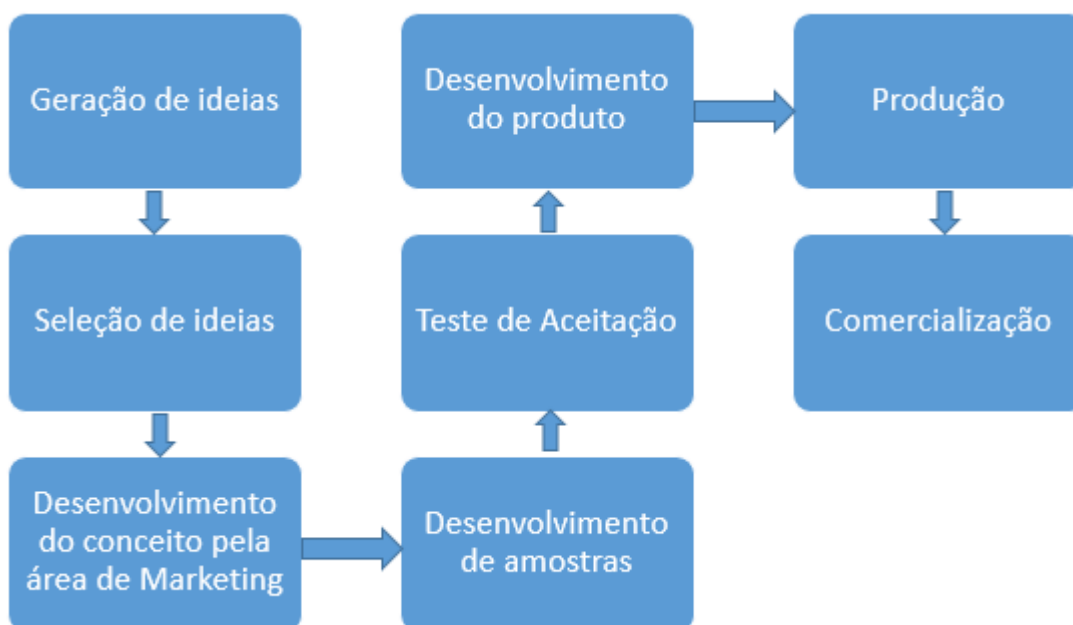 Geração de ideias
Seleção de ideias
Desenvolvimento
do conceito pela
área de Marketing
Desenvolvimento
de amostras
Teste de Aceitação
Desenvolvimento
do produto
Produção
Comercialização